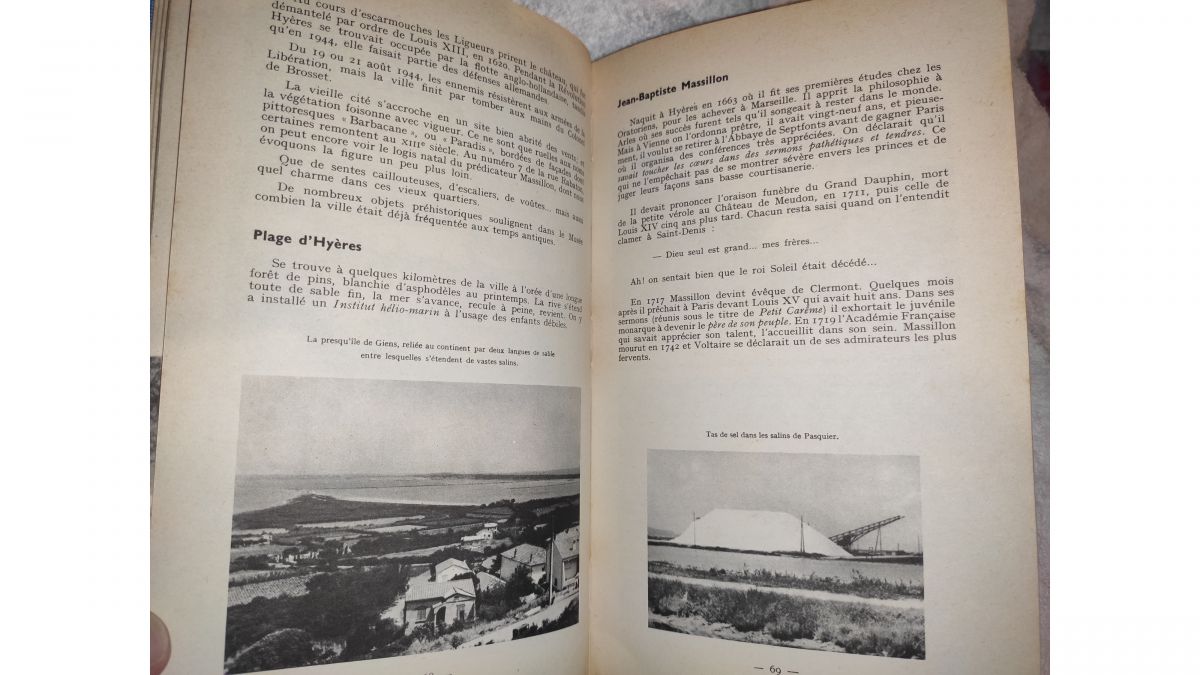 Au cours d'escarmouches les Ligueurs prirent le château, qui fut
démantelé par ordre de Louis XIII, en 1620. Pendant la Révolution
Hyères se trouvait occupée par la flotte anglo-hollandaise, tandis
qu'en 1944, elle faisait partie des défenses allemandes.
Du 19 ou 21 août 1944, les ennemis résistèrent aux armées de la
Libération, mais la ville finit par tomber aux mains du Colonel
de Brosset.
La vieille cité s'accroche en un site bien abrité des vents, et
la végétation foisonne avec vigueur. Ce ne sont que ruelles aux noms
pittoresques « Barbacane », ou « Paradis », bordées de façades dont
certaines remontent au XIIIe siècle. Au numéro 7 de la rue Rabaton,
on peut encore voir le logis natal du prédicateur Massillon, dont nous
évoquons la figure un peu plus loin.
Que de sentes caillouteuses, d'escaliers, de voûtes... mais aussi
quel charme dans ces vieux quartiers.
De nombreux objets préhistoriques soulignent dans le Musée
combien la ville était déjà fréquentée aux temps antiques.
Plage d'Hyères
Se trouve à quelques kilomètres de la ville à l'orée d'une longue
forêt de pins, blanchie d'asphodèles au printemps. La rive s'étend
toute de sable fin, la mer s'avance, recule à peine, revient. On y
a installé un Institut hélio-marin à l'usage des enfants débiles.
La presqu'île de Giens, reliée au continent par deux langues de sable
entre lesquelles s'étendent de vastes salins.
Jean-Baptiste Massillon
Naquit à Hyères en 1663 où il fit ses premières études chez les
Oratoriens, pour les achever à Marseille. Il apprit la philosophie à
Arles où ses succès furent tels qu'il songeait à rester dans le monde.
Mais à Vienne on l'ordonna prêtre, il avait vingt-neuf ans, et pieuse-
ment, il voulut se retirer à l'Abbaye de Septfonts avant de gagner Paris
où il organisa des conférences très appréciées. On déclarait qu'il
savait toucher les cœurs dans des sermons pathétiques et tendres. Ce
qui ne l'empêchait pas de se montrer sévère envers les princes et de
juger leurs façons sans basse courtisanerie.
Il devait prononcer l'oraison funèbre du Grand Dauphin, mort
de la petite vérole au Château de Meudon, en 1711, puis celle de
Louis XIV cinq ans plus tard. Chacun resta saisi quand on l'entendit
clamer à Saint-Denis :
— Dieu seul est grand... mes frères...
Ah! on sentait bien que le roi Soleil était décédé...
En 1717 Massillon devint évêque de Clermont. Quelques mois
après il prêchait à Paris devant Louis XV qui avait huit ans. Dans ses
sermons (réunis sous le titre de Petit Carême) il exhortait le juvénile
monarque à devenir le père de son peuple. En 1719 l'Académie Française
qui savait apprécier son talent, l'accueillit dans son sein. Massillon
mourut en 1742 et Voltaire se déclarait un de ses admirateurs les plus
fervents.
Tas de sel dans les salins de Pasquier.
— 69 —